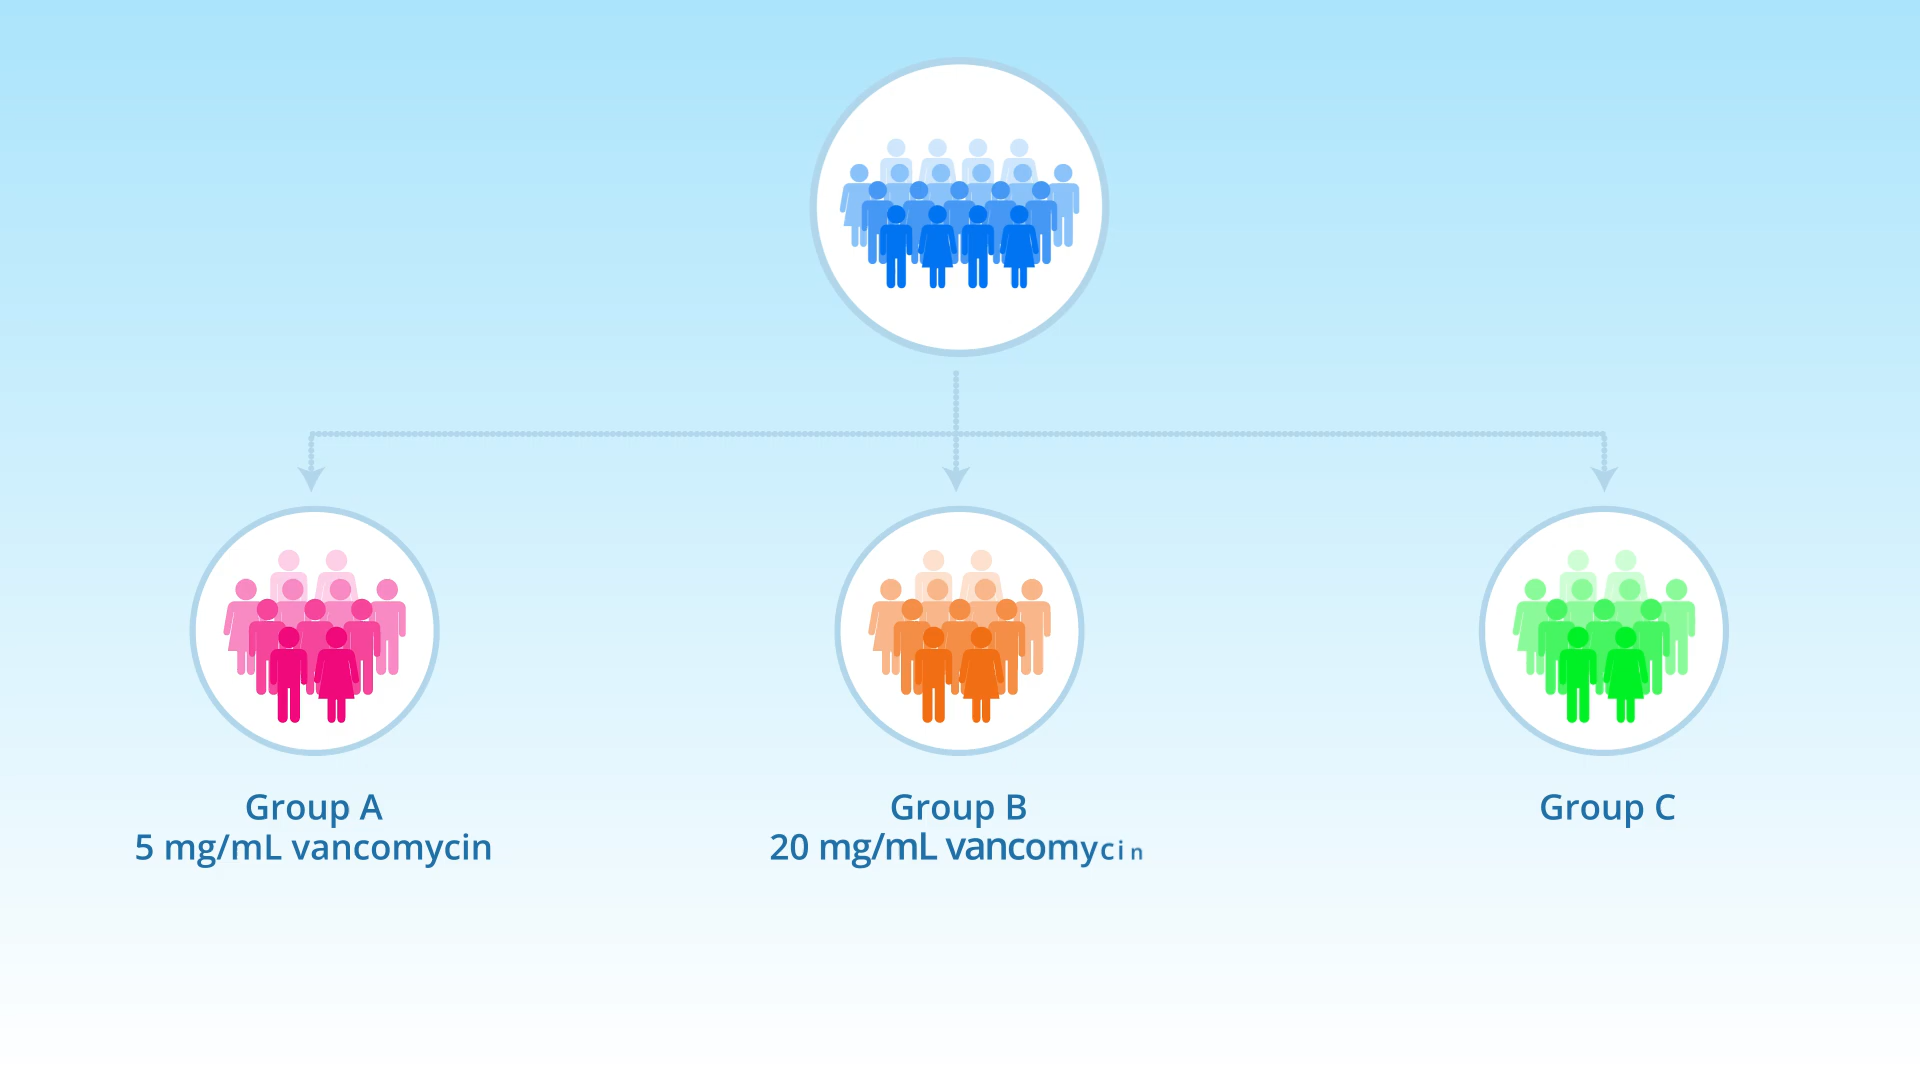 Group A
5 mg/mL vancomycin
Group B
20 mg/mL vancomycin
Group C